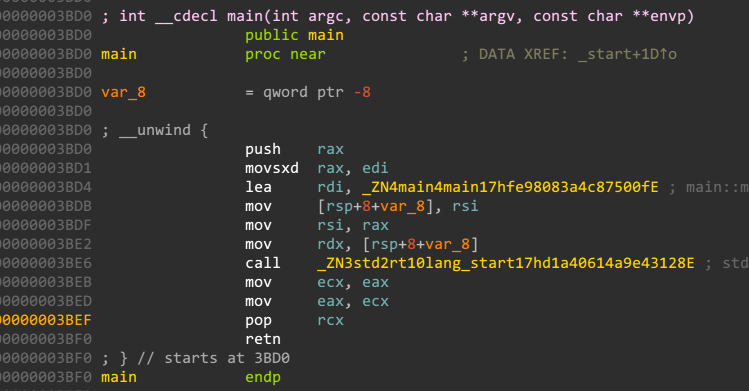 00000003BD0 ; int __cdecl main(int argc, const char **argv, const char **envp)
00000003BD0 public main
00000003BD0 main proc near ; DATA XREF: _start+1D↑o
00000003BD0
00000003BD0 var_8 = qword ptr -8
00000003BD0
00000003BD0 ; __unwind {
00000003BD0 push rax
00000003BD1 movsxd rax, edi
00000003BD4 lea rdi, _ZN4main4main17hfe98083a4c87500fE ; main::m
00000003BDB mov [rsp+8+var_8], rsi
00000003BDF mov rsi, rax
00000003BE2 mov rdx, [rsp+8+var_8]
00000003BE6 call _ZN3std2rt10lang_start17hd1a40614a9e43128E ; std
00000003BEB mov ecx, eax
00000003BED mov eax, ecx
00000003BEF pop rcx
00000003BF0 retn
00000003BF0 ; } // starts at 3BD0
00000003BF0 main endp